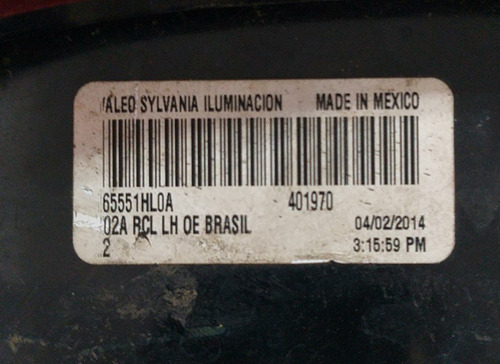 VALEO SYLVANIA ILUMINACION MADE IN MEXICO
65551HL0A 401970
02A RCL LH OE BRASIL 04/02/2014
2 3:15:59 PM